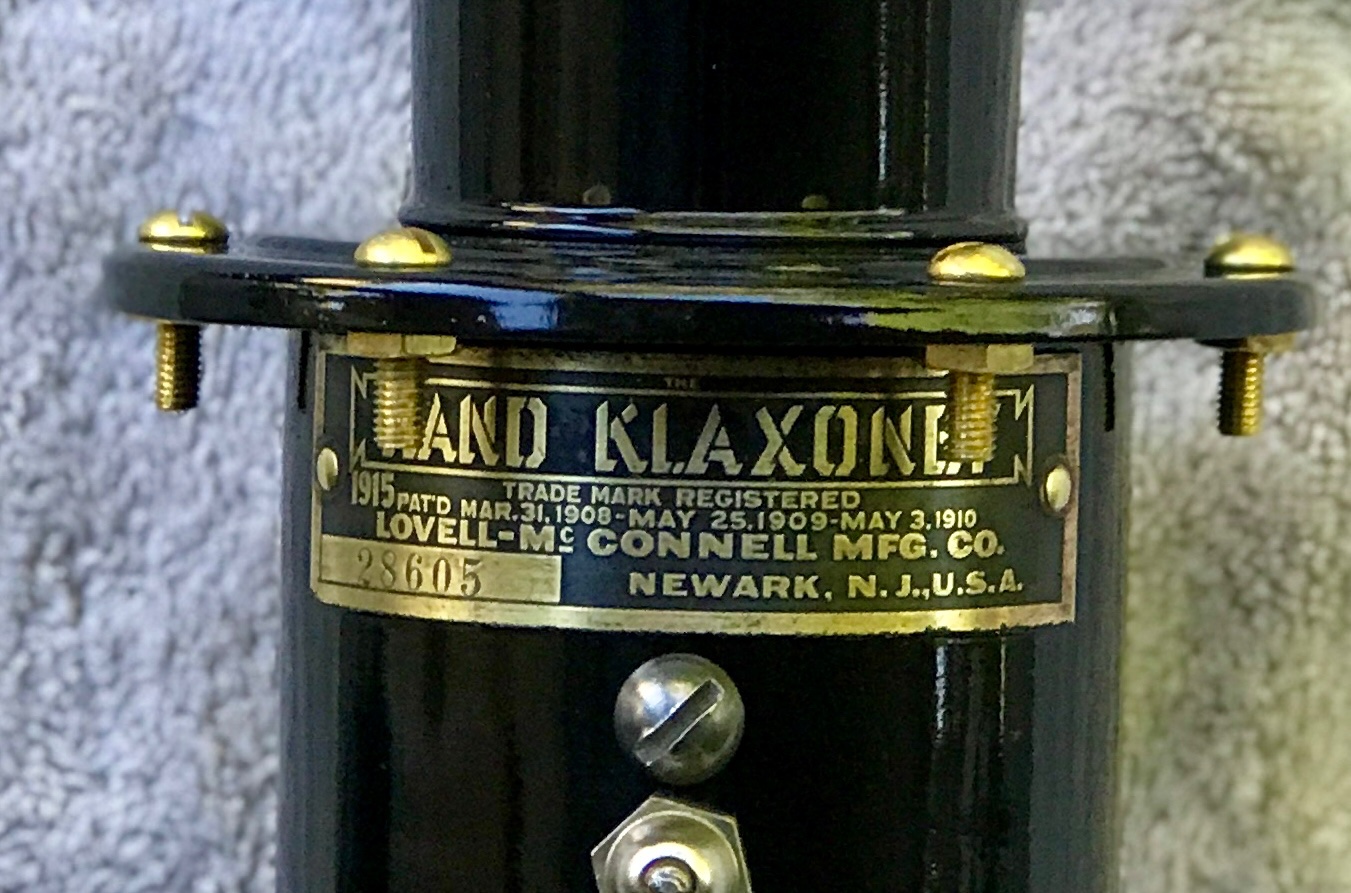 THE
HAND KLAXONET
TRADE MARK REGISTERED
1915 PAT'D MAR.31,1908-MAY 25,1909-MAY 3,1910
LOVELL-Mc CONNELL MFG. CO.
28605 NEWARK, N.J.,U.S.A.